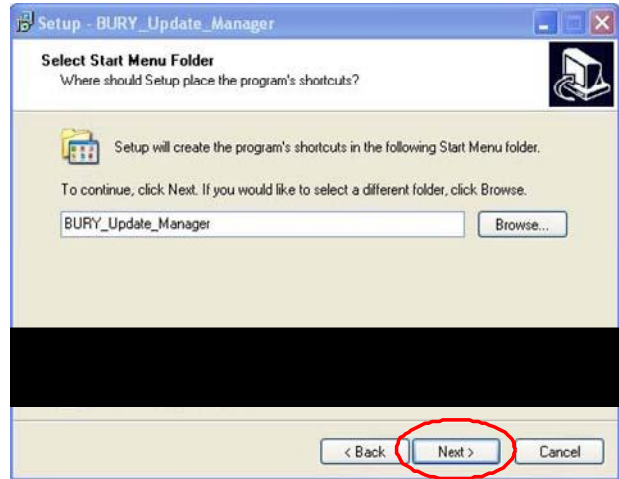 Setup - BURY_Update_Manager
Select Start Menu Folder
Where should Setup place the program's shortcuts?
Setup will create the program's shortcuts in the following Start Menu folder.
To continue, click Next. If you would like to select a different folder, click Browse.
BURY_Update_Manager
Browse...
< Back
Next >
Cancel